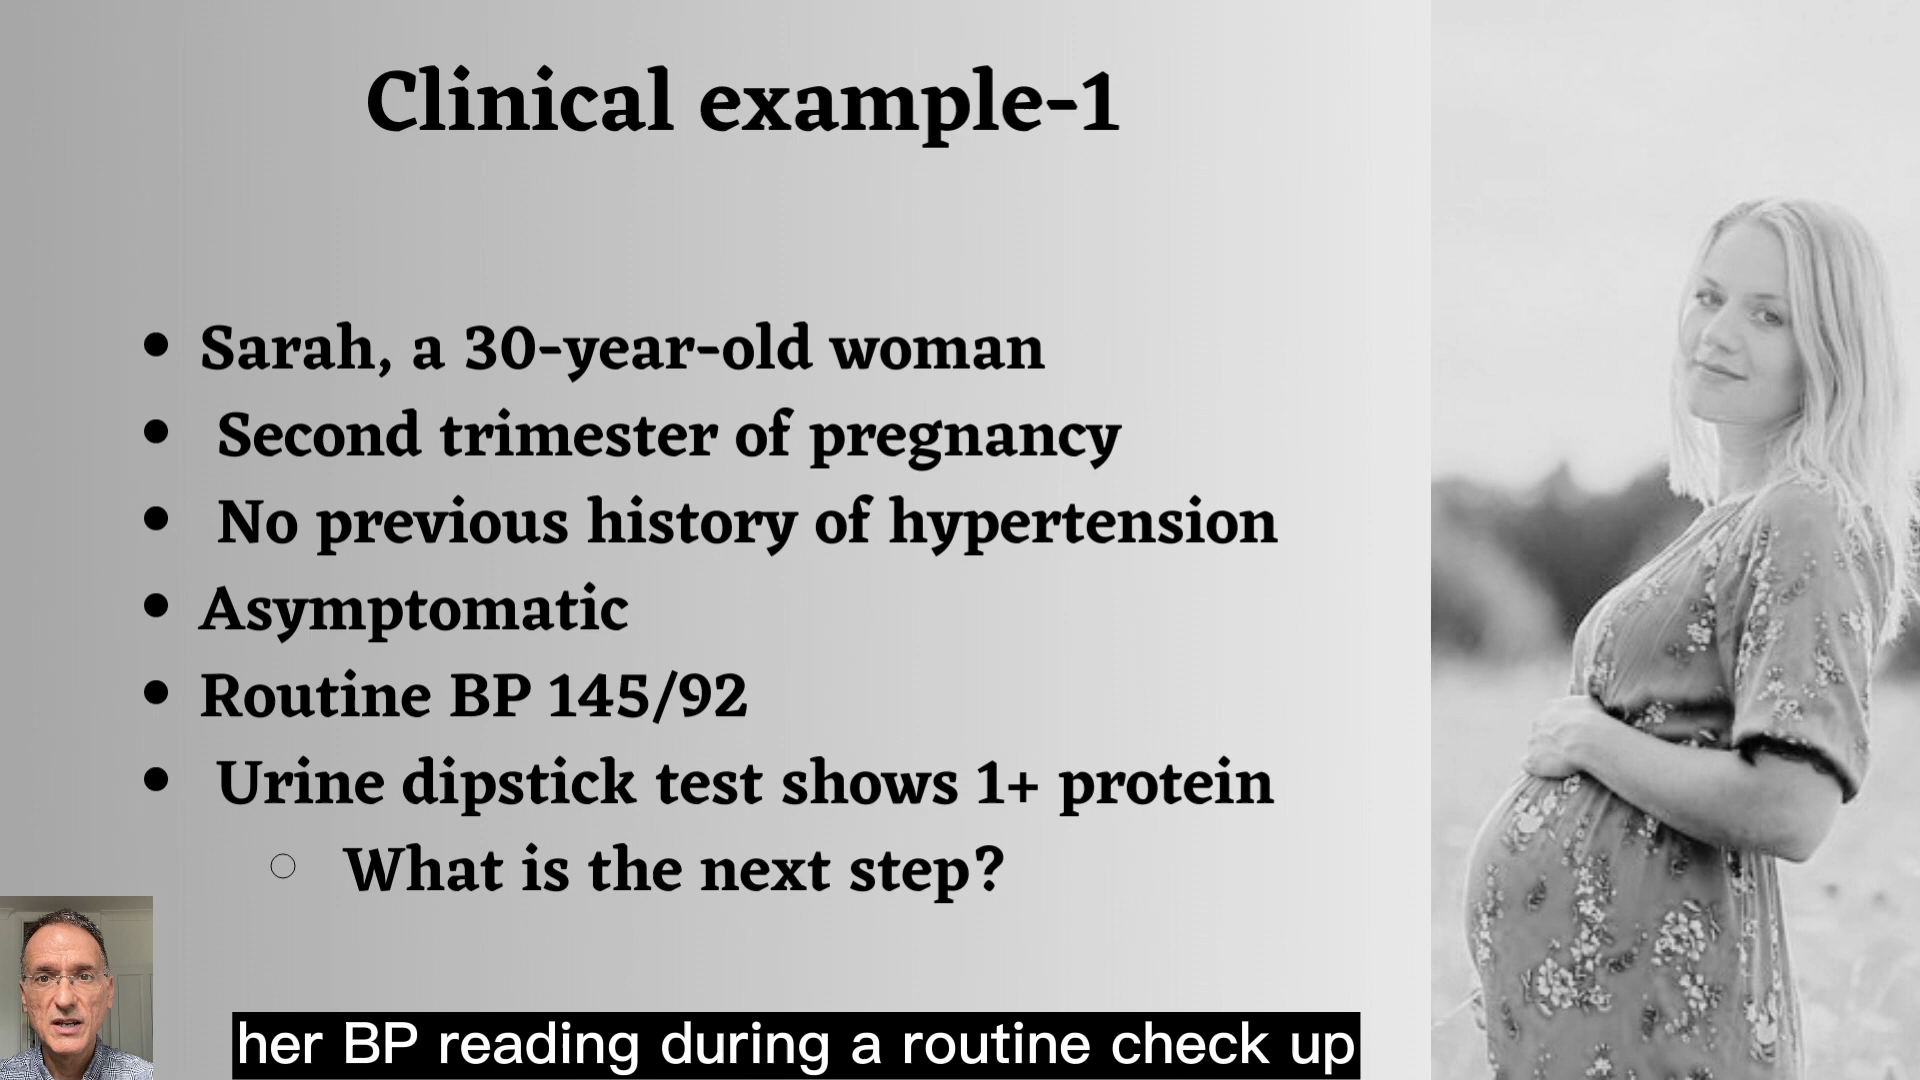 Clinical example-1
• Sarah, a 30-year-old woman
• Second trimester of pregnancy
• No previous history of hypertension
• Asymptomatic
• Routine BP 145/92
• Urine dipstick test shows 1+ protein
○ What is the next step?
her BP reading during a routine check up